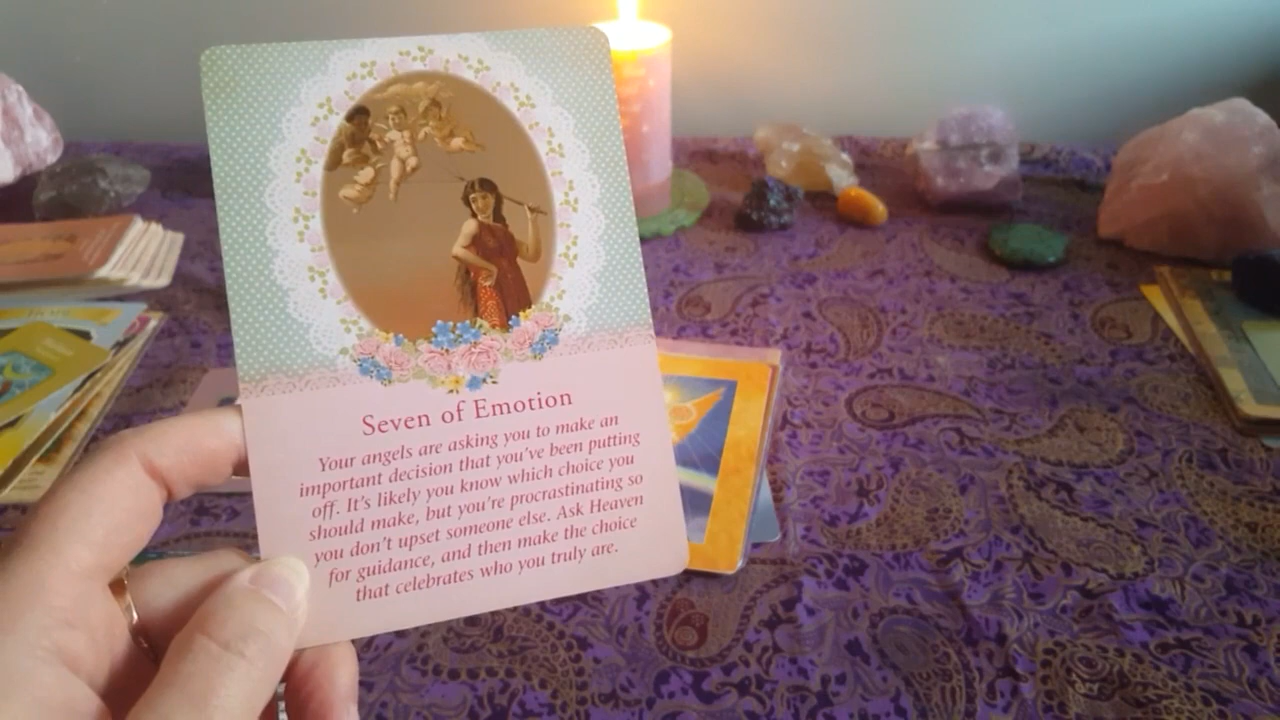 Seven of Emotion
Your angels are asking you to make an
important decision that you've been putting
off. It's likely you know which choice you
should make, but you're procrastinating so
you don't upset someone else. Ask Heaven
for guidance, and then make the choice
that celebrates who you truly are.